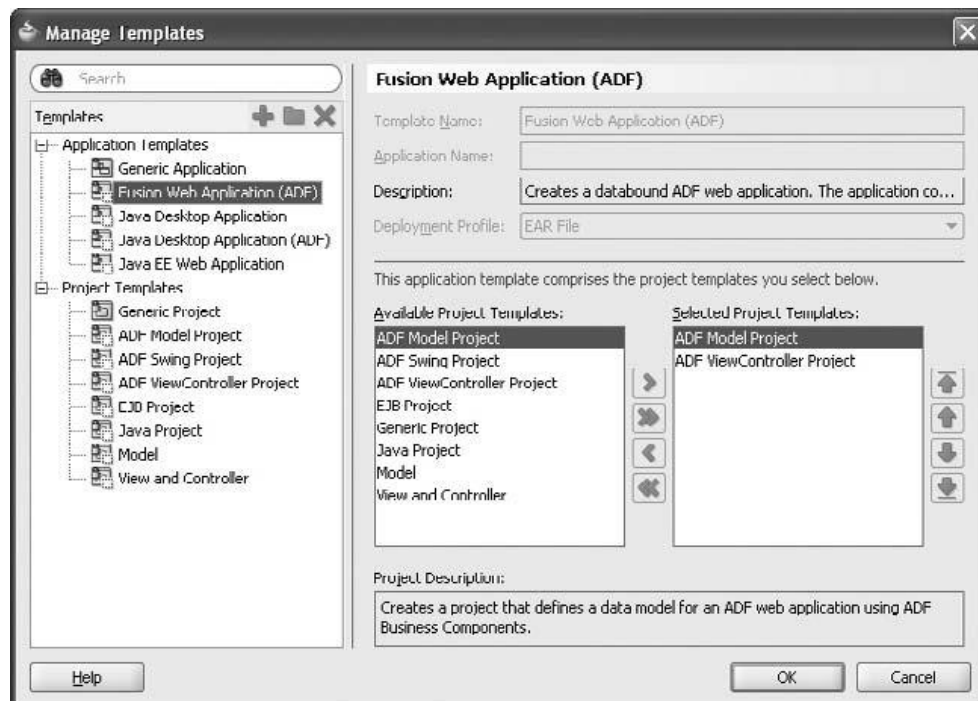 Manage Templates
Search
Templates
Application Templates
Generic Application
Fusion Web Application (ADF)
Java Desktop Application
Java Desktop Application (ADF)
Java EE Web Application
Project Templates
Generic Project
ADF Model Project
ADF Swing Project
ADF ViewController Project
EJB Project
Java Project
Model
View and Controller
Fusion Web Application (ADF)
Template Name: Fusion Web Application (ADF)
Application Name:
Description: Creates a databound ADF web application. The application co...
Deployment Profile: EAR File
This application template comprises the project templates you select below.
Available Project Templates:
ADF Model Project
ADF Swing Project
ADF ViewController Project
EJB Project
Generic Project
Java Project
Model
View and Controller
Selected Project Templates:
ADF Model Project
ADF ViewController Project
Project Description:
Creates a project that defines a data model for an ADF web application using ADF
Business Components.
Help
OK
Cancel